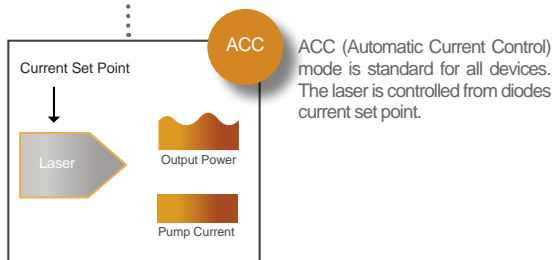 ACC
ACC (Automatic Current Control)
mode is standard for all devices.
The laser is controlled from diodes
current set point.
Current Set Point
Laser
Output Power
Pump Current